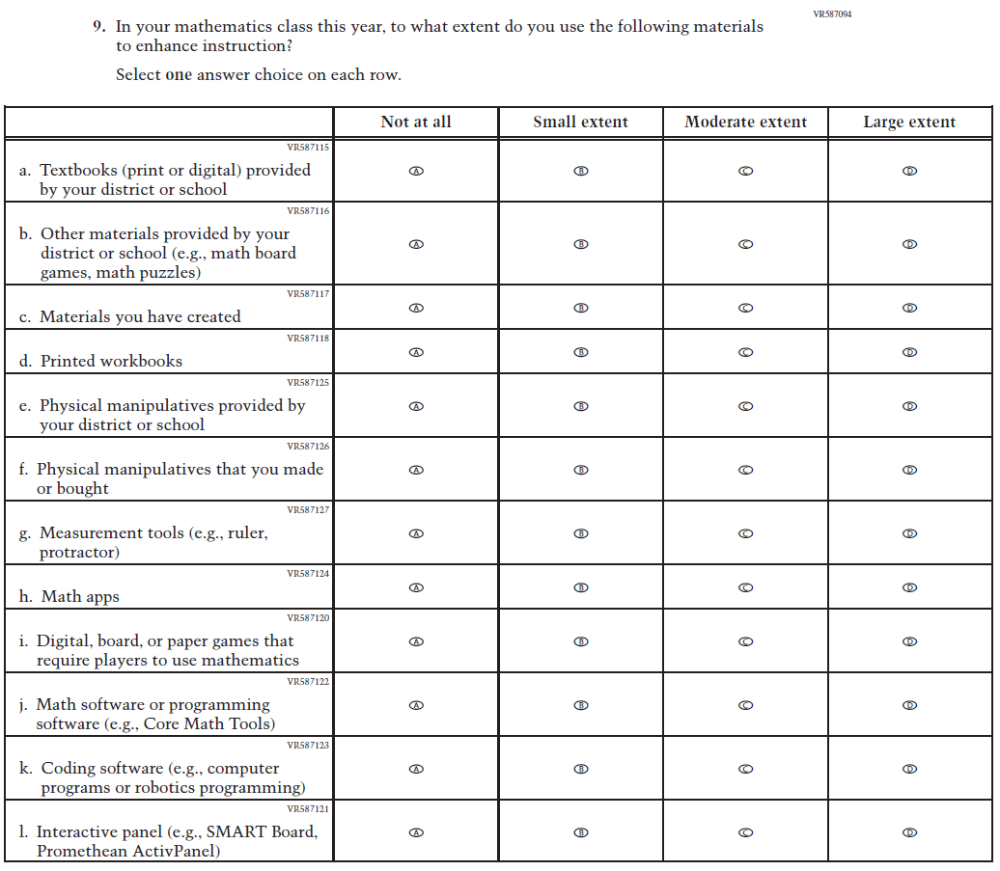 VR587094
9. In your mathematics class this year, to what extent do you use the following materials
to enhance instruction?
Select one answer choice on each row.
Not at all Small extent Moderate extent Large extent
VR587115
a. Textbooks (print or digital) provided
by your district or school
A B C D
VR587116
b. Other materials provided by your
district or school (e.g., math board
games, math puzzles)
A B C D
VR587117
c. Materials you have created
A B C D
VR587118
d. Printed workbooks
A B C D
VR587125
e. Physical manipulatives provided by
your district or school
A B C D
VR587126
f. Physical manipulatives that you made
or bought
A B C D
VR587127
g. Measurement tools (e.g., ruler,
protractor)
A B C D
VR587124
h. Math apps
A B C D
VR587120
i. Digital, board, or paper games that
require players to use mathematics
A B C D
VR587122
j. Math software or programming
software (e.g., Core Math Tools)
A B C D
VR587123
k. Coding software (e.g., computer
programs or robotics programming)
A B C D
VR587121
l. Interactive panel (e.g., SMART Board,
Promethean ActivPanel)
A B C D